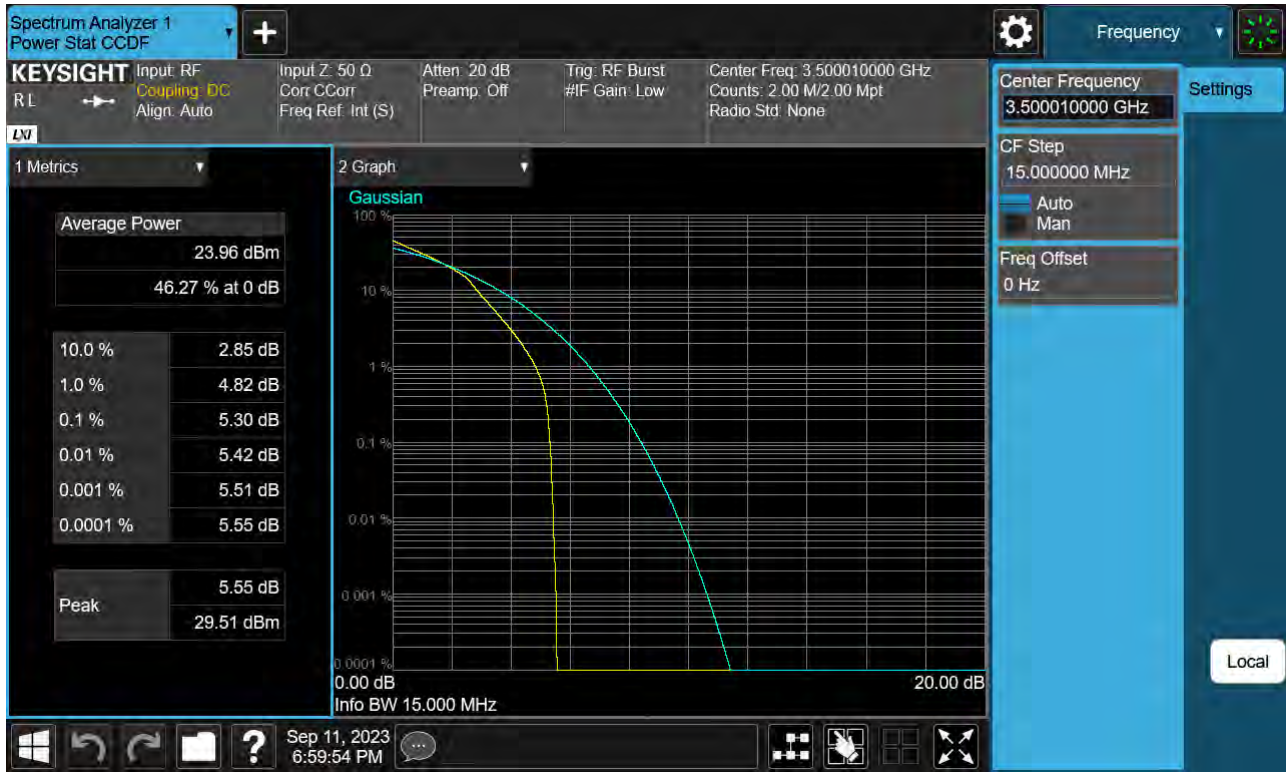 Spectrum Analyzer 1
Power Stat CCDF
Frequency
KEYSIGHT
RL
LXI
Input: RF
Coupling: DC
Align: Auto
Input Z: 50 Ω
Corr CCorr
Freq Ref: Int (S)
Atten: 20 dB
Preamp: Off
Trig: RF Burst
#IF Gain: Low
Center Freq: 3.500010000 GHz
Counts: 2.00 M/2.00 Mpt
Radio Std: None
Center Frequency
3.500010000 GHz
Settings
CF Step
15.000000 MHz
Auto
Man
Freq Offset
0 Hz
1 Metrics
Average Power
23.96 dBm
46.27 % at 0 dB
10.0 % 2.85 dB
1.0 % 4.82 dB
0.1 % 5.30 dB
0.01 % 5.42 dB
0.001 % 5.51 dB
0.0001 % 5.55 dB
Peak 5.55 dB
29.51 dBm
2 Graph
Gaussian
100 %
10 %
1 %
0.1 %
0.01 %
0.001 %
0.0001 %
0.00 dB 20.00 dB
Info BW 15.000 MHz
Local
?
Sep 11, 2023
6:59:54 PM